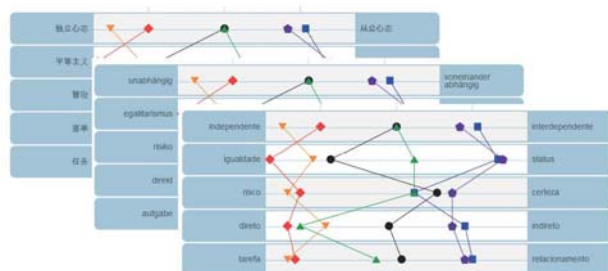 独立心态
从众心态
平等主义
冒险
直率
任务
unabhängig
voneinander
abhängig
egalitarismus
risiko
direkt
aufgabe
independente
interdependente
igualdade
status
risco
certeza
direto
indireto
tarefa
relacionamento